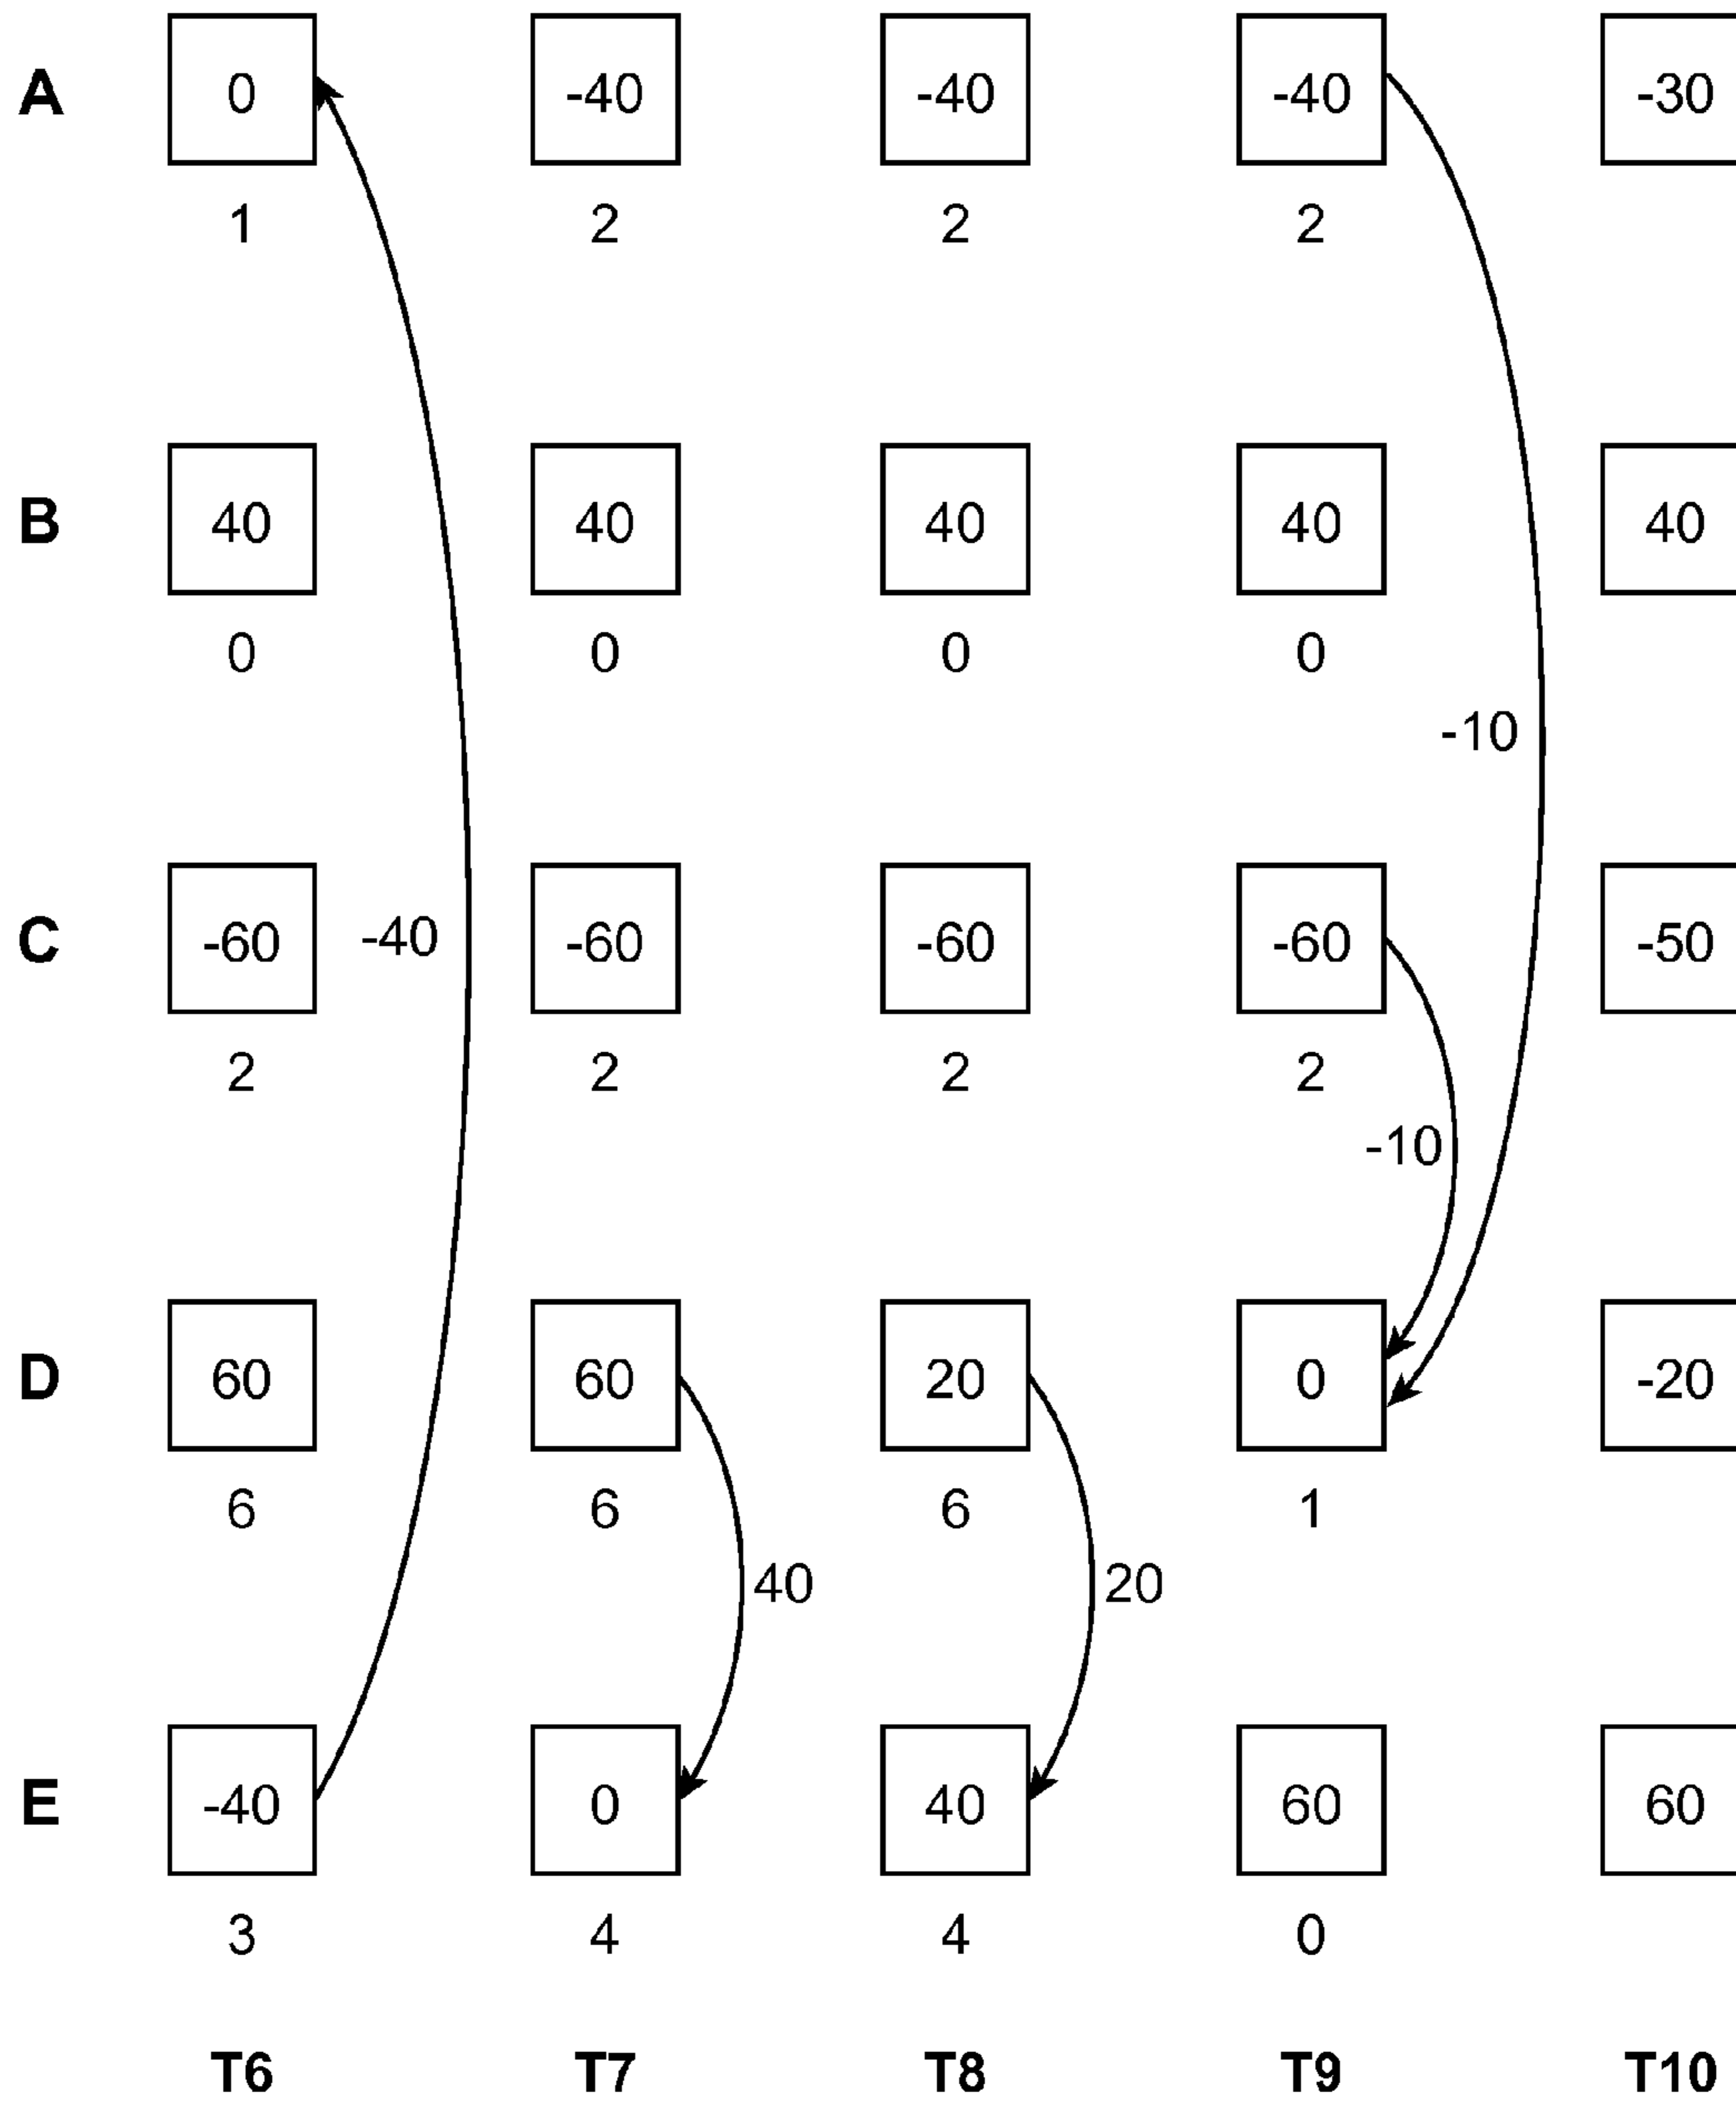 A 0 -40 -40 -40 -30
1 2 2 2
B 40 40 40 40 40
0 0 0 0
-10
C -60 -40 -60 -60 -60 -50
2 2 2 2
-10
D 60 60 20 0 -20
6 6 6 1
40 20
E -40 0 40 60 60
3 4 4 0
T6 T7 T8 T9 T10